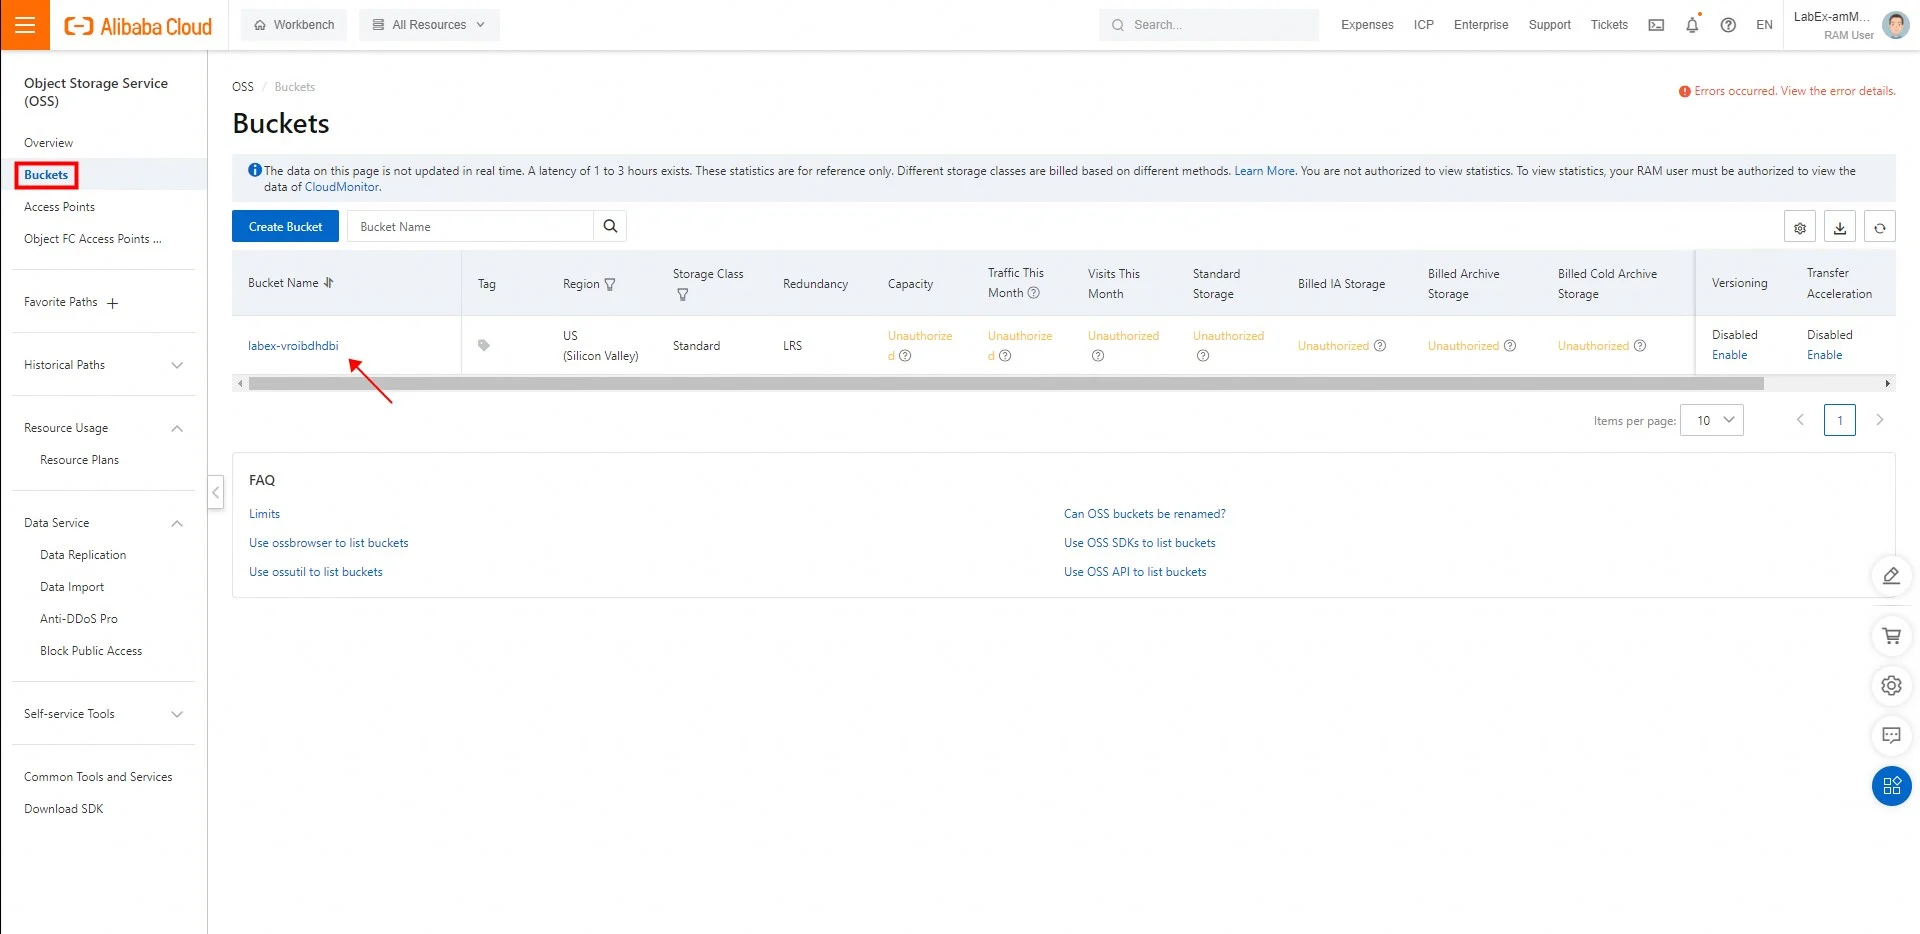 Alibaba Cloud
Workbench
All Resources
Search...
Expenses
ICP
Enterprise
Support
Tickets
EN
LabEx-amM...
RAM User
Object Storage Service
(OSS)
Overview
Buckets
Access Points
Object FC Access Points ...
Favorite Paths
Historical Paths
Resource Usage
Resource Plans
Data Service
Data Replication
Data Import
Anti-DDoS Pro
Block Public Access
Self-service Tools
Common Tools and Services
Download SDK
OSS / Buckets
Errors occurred. View the error details.
Buckets
The data on this page is not updated in real time. A latency of 1 to 3 hours exists. These statistics are for reference only. Different storage classes are billed based on different methods. Learn More. You are not authorized to view statistics. To view statistics, your RAM user must be authorized to view the
data of CloudMonitor.
Create Bucket
Bucket Name
Bucket Name
Tag
Region
Storage Class
Redundancy
Capacity
Traffic This
Month
Visits This
Month
Standard
Storage
Billed IA Storage
Billed Archive
Storage
Billed Cold Archive
Storage
Versioning
Transfer
Acceleration
labex-vroibdhdbi
US
(Silicon Valley)
Standard
LRS
Unauthorize
d
Unauthorize
d
Unauthorized
Unauthorized
Unauthorized
Unauthorized
Unauthorized
Disabled
Enable
Disabled
Enable
Items per page:
10
1
FAQ
Limits
Can OSS buckets be renamed?
Use ossbrowser to list buckets
Use OSS SDKs to list buckets
Use ossutil to list buckets
Use OSS API to list buckets